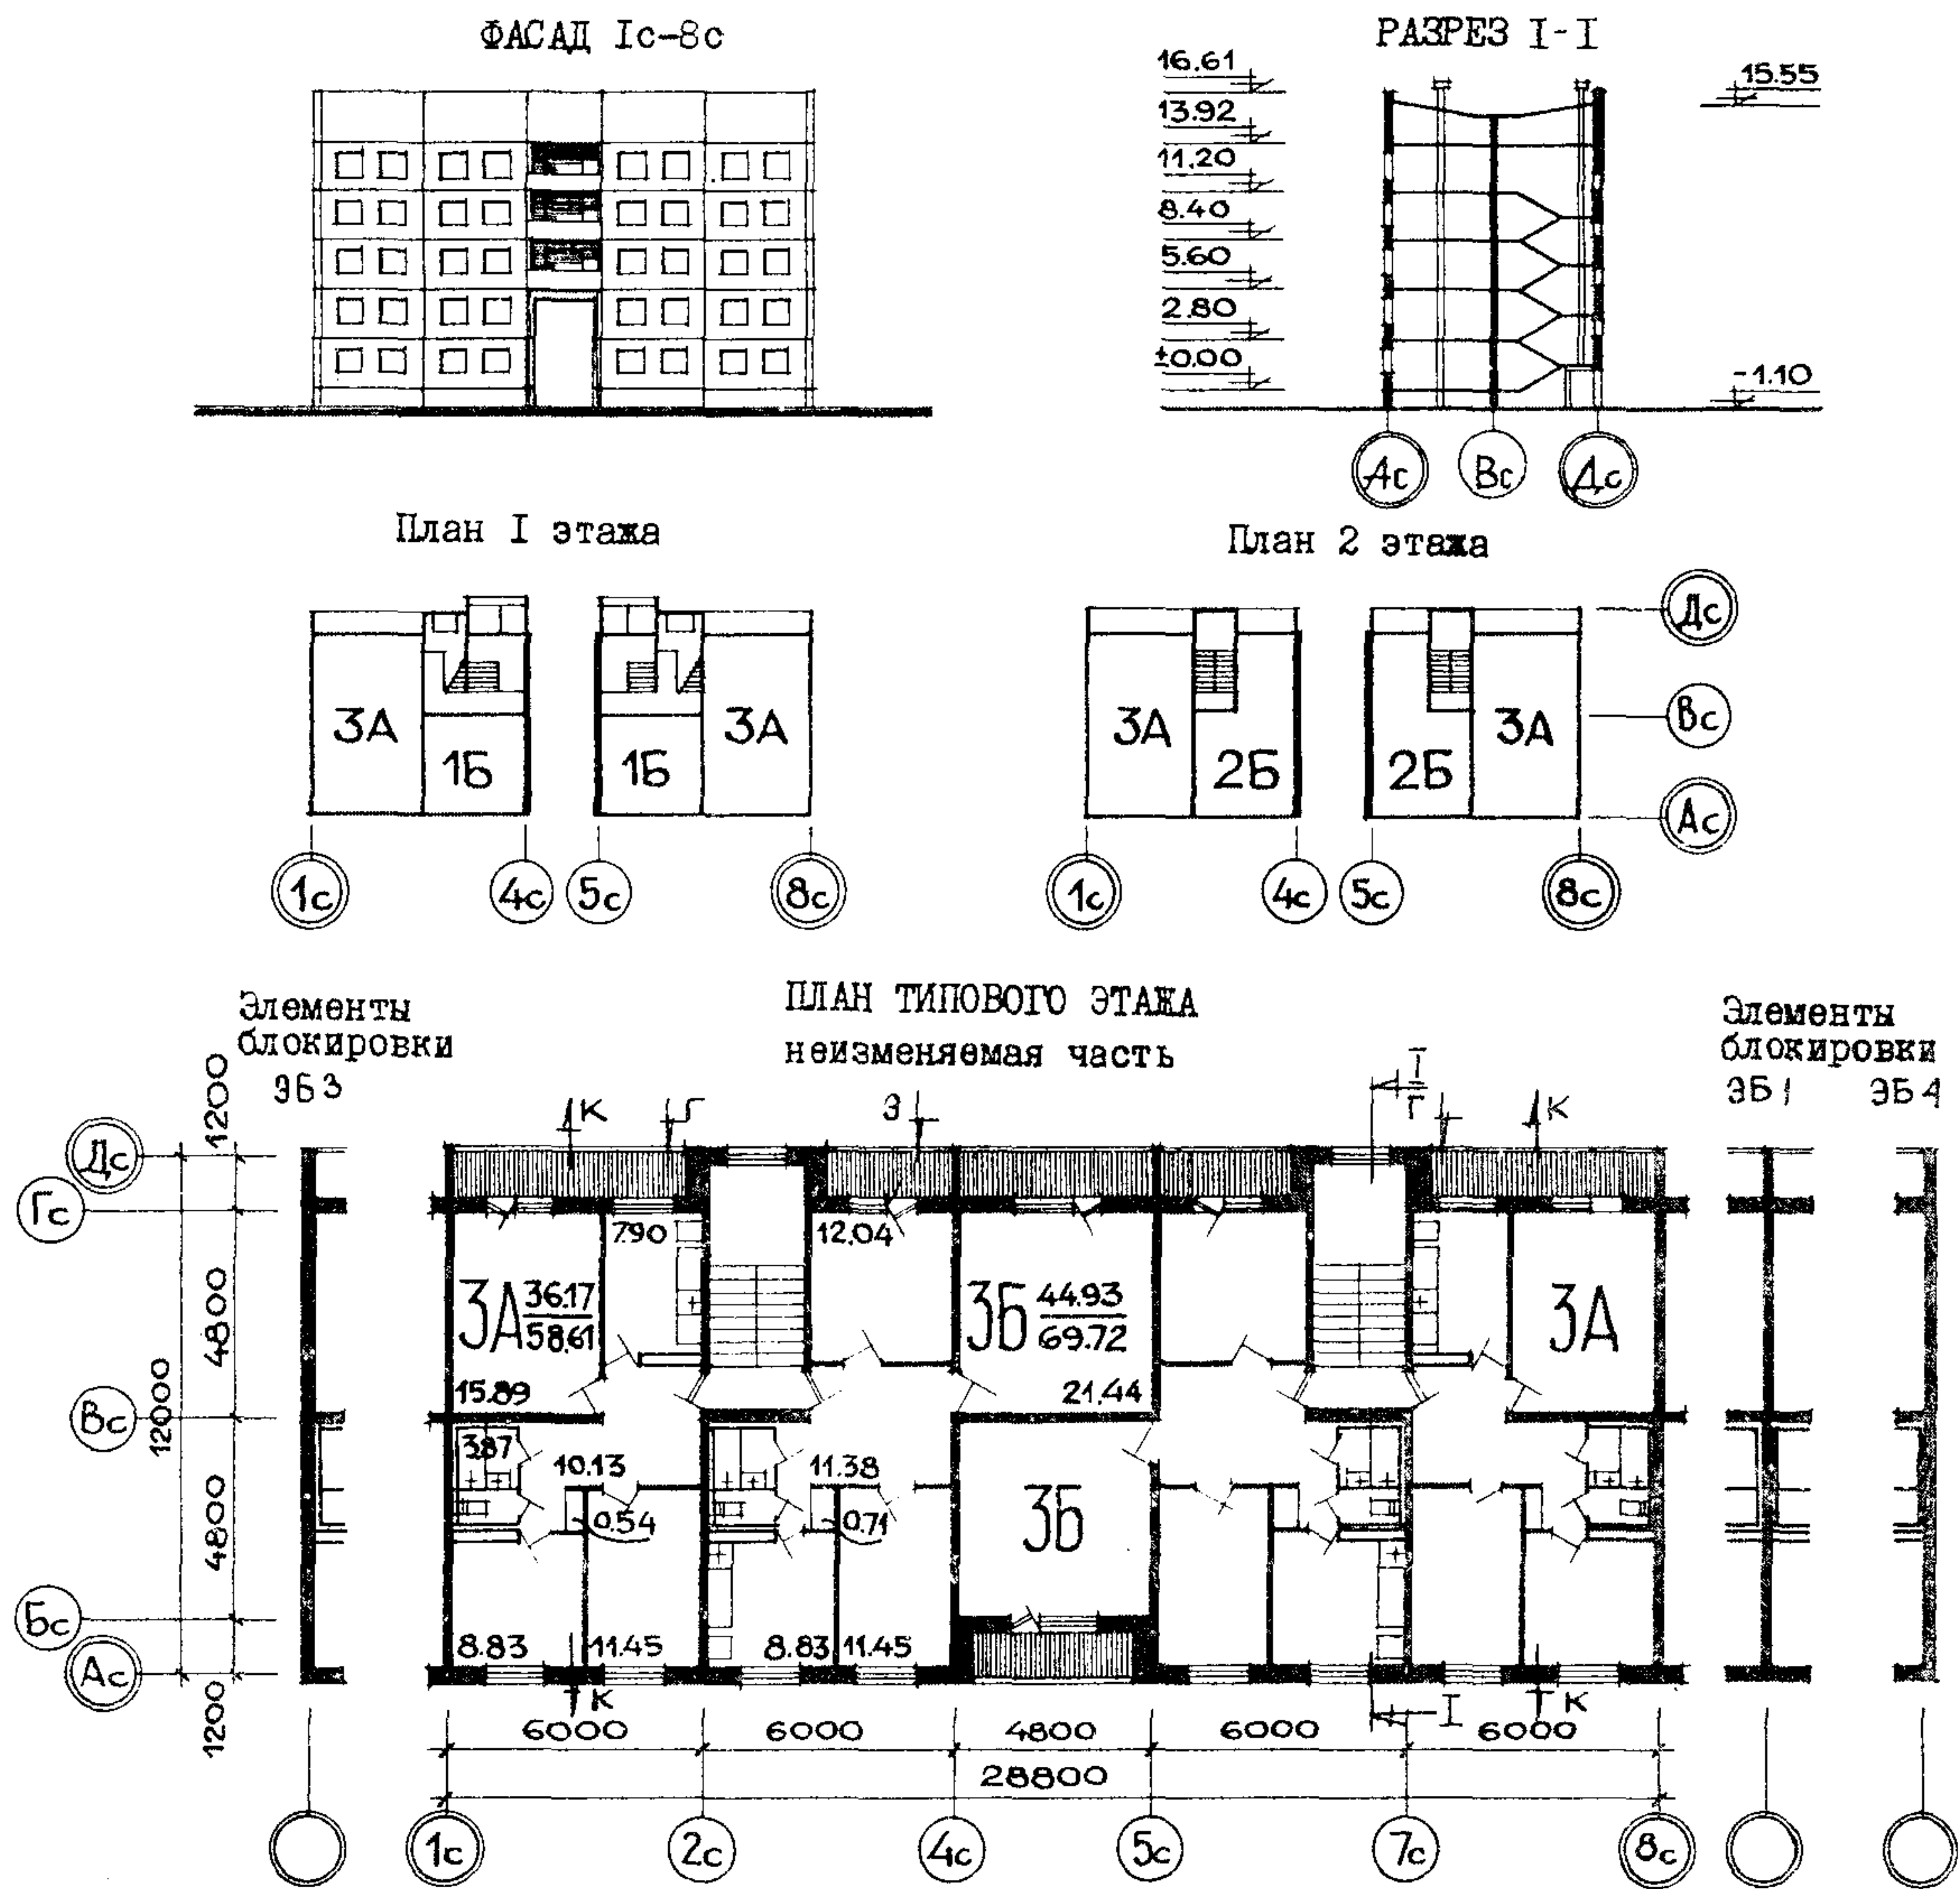 ФАСАД Iс-8с
РАЗРЕЗ I-I
16.61
13.92
11.20
8.40
5.60
2.80
±0.00
15.55
-1.10
Ас
Вс
Дс
План I этажа
План 2 этажа
3А
1Б
1Б
3А
3А
2Б
2Б
3А
Дс
Вс
Ас
1с
4с
5с
8с
1с
4с
5с
8с
Элементы
блокировки
ЭБ3
ПЛАН ТИПОВОГО ЭТАЖА
неизменяемая часть
Элементы
блокировки
ЭБ1
ЭБ4
К
Г
Э
I
Г
К
Дс
Гс
Вс
Бс
Ас
1200
4800
12000
4800
1200
7.90
12.04
3А
36.17
58.61
3Б
44.93
69.72
3А
15.89
21.44
3.87
10.13
11.38
0.54
0.71
3Б
8.83
11.45
8.83
11.45
К
I
К
6000
6000
4800
6000
6000
28800
1с
2с
4с
5с
7с
8с